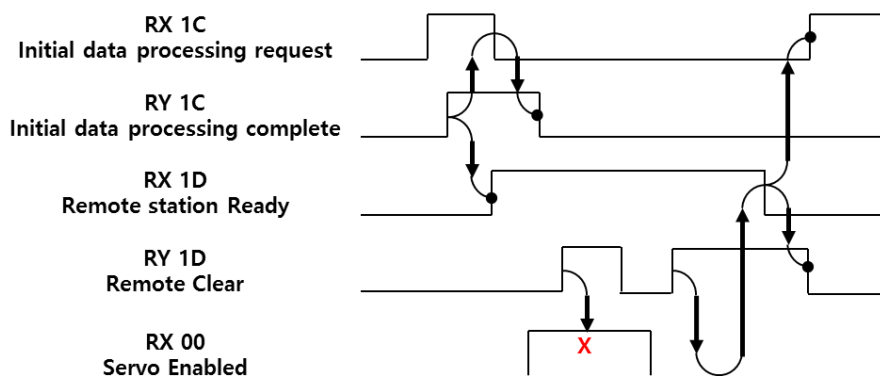 RX 1C
Initial data processing request
RY 1C
Initial data processing complete
RX 1D
Remote station Ready
RY 1D
Remote Clear
RX 00
Servo Enabled
X